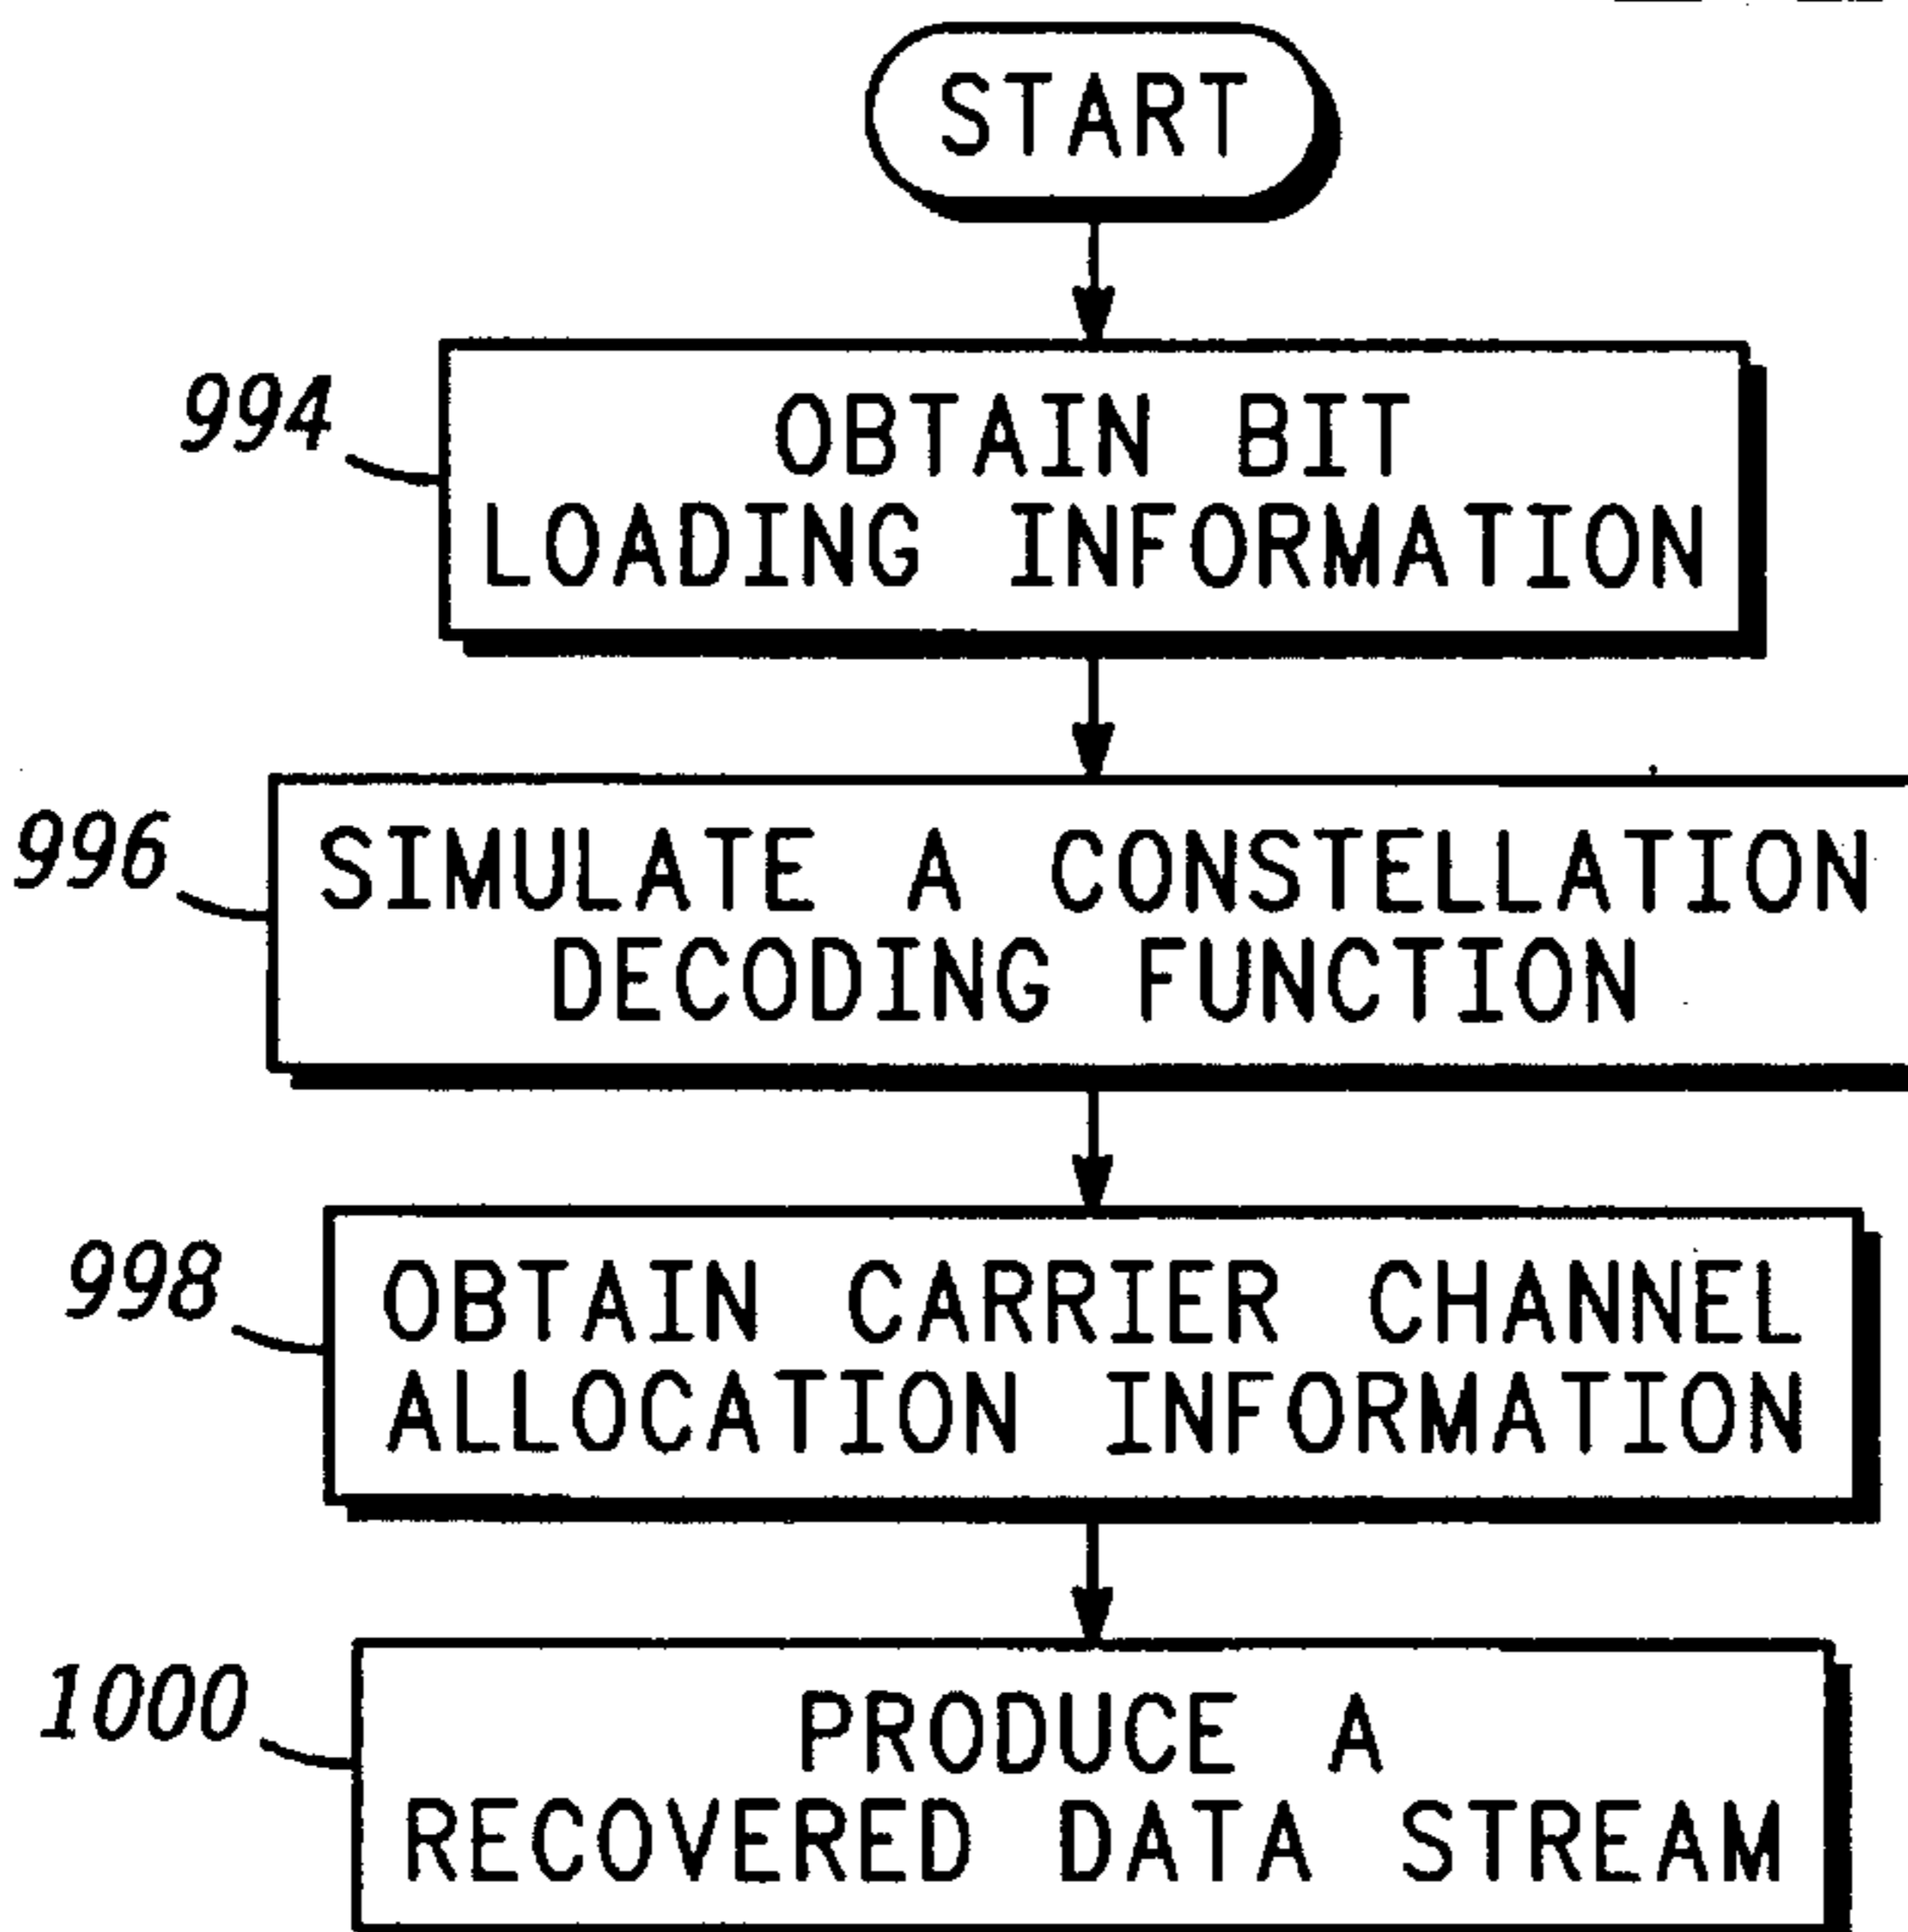 START
994
OBTAIN BIT
LOADING INFORMATION
996
SIMULATE A CONSTELLATION
DECODING FUNCTION
998
OBTAIN CARRIER CHANNEL
ALLOCATION INFORMATION
1000
PRODUCE A
RECOVERED DATA STREAM